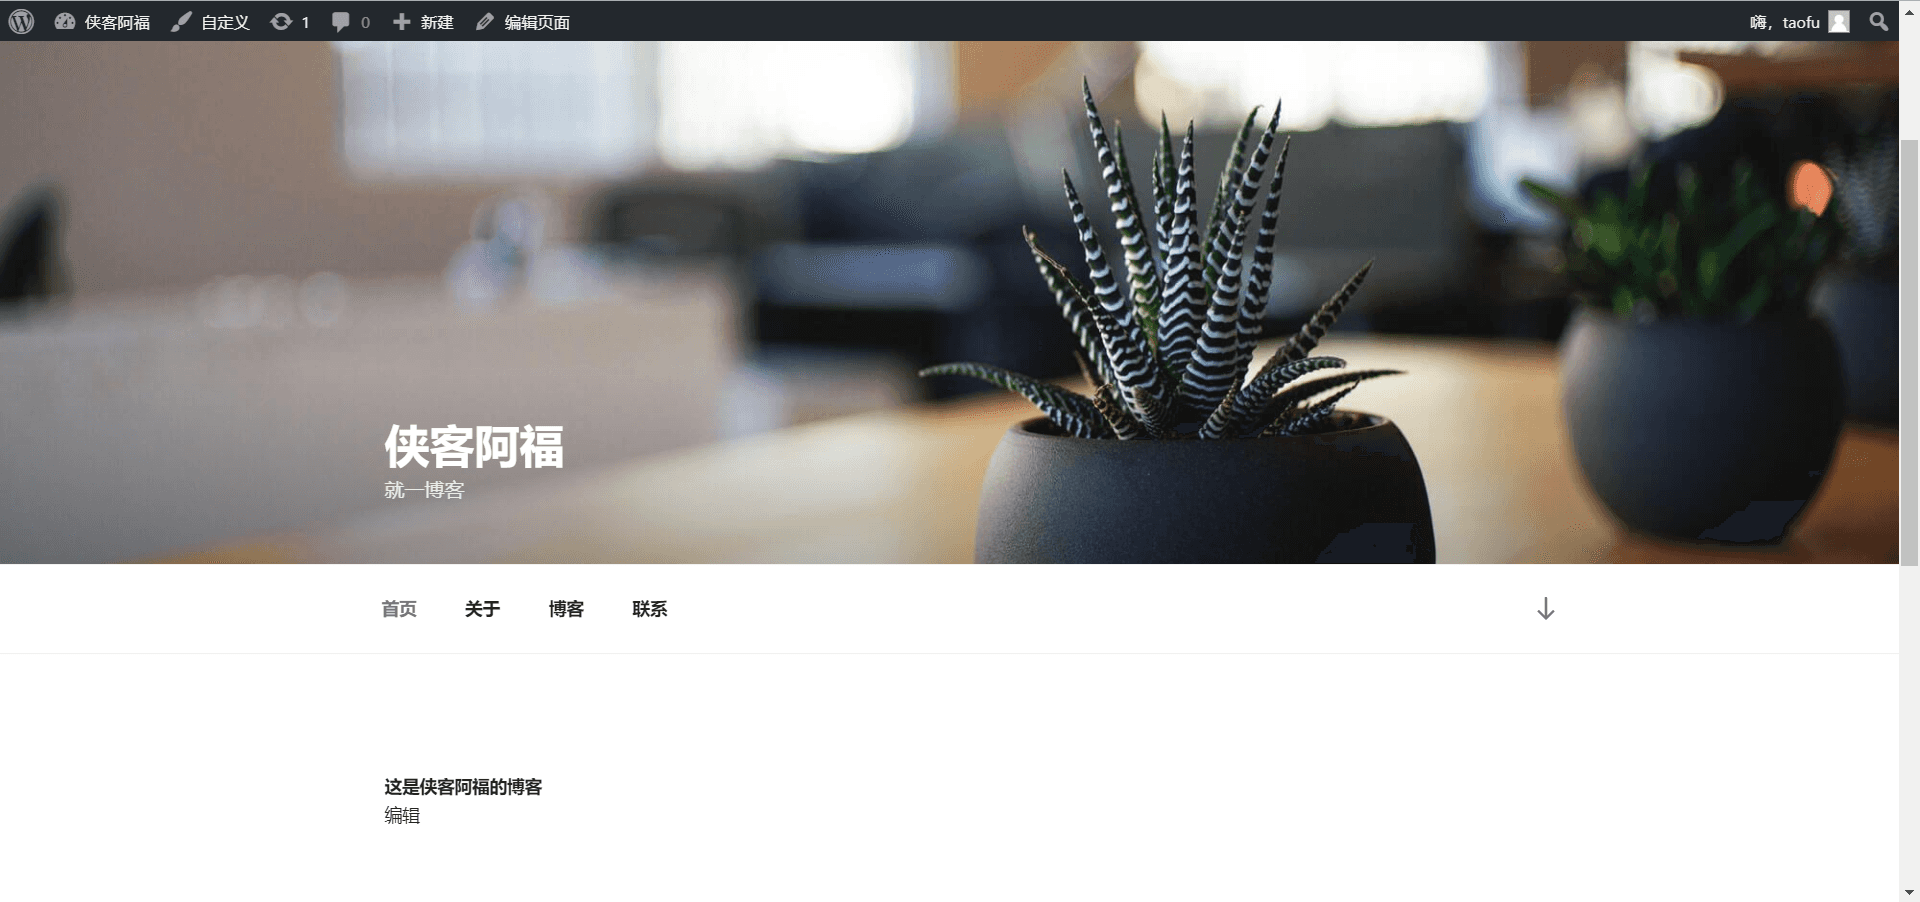 侠客阿福 自定义 1 0 新建 编辑页面 嗨，taofu
侠客阿福
就一博客
首页 关于 博客 联系
这是侠客阿福的博客
编辑